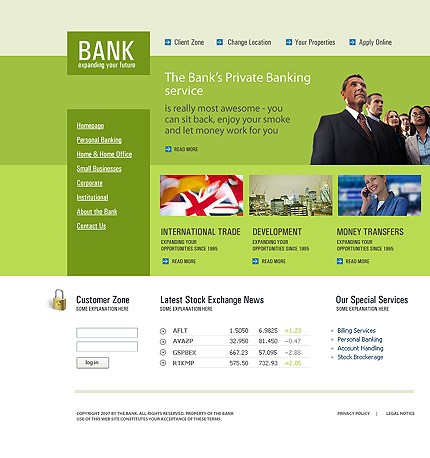 BANK
expanding your future
Client Zone
Change Location
Your Properties
Apply Online
The Bank's Private Banking
service
is really most awesome - you
can sit back, enjoy your smoke
and let money work for you
READ MORE
Homepage
Personal Banking
Home & Home Office
Small Businesses
Corporate
Institutional
About the Bank
Contact Us
INTERNATIONAL TRADE
EXPANDING YOUR
OPPORTUNITIES SINCE 1995
READ MORE
DEVELOPMENT
EXPANDING YOUR
OPPORTUNITIES SINCE 1995
READ MORE
MONEY TRANSFERS
EXPANDING YOUR
OPPORTUNITIES SINCE 1995
READ MORE
Customer Zone
SOME EXPLANATION HERE
log in
Latest Stock Exchange News
SOME EXPLANATION HERE
AFLT 1.5050 6.9825 +1.23
AVAZP 32.950 81.450 −0.47
GSPBEX 667.23 57.095 −2.88
RTKMP 575.50 732.93 +2.05
Our Special Services
SOME EXPLANATION HERE
Billing Services
Personal Banking
Account Handling
Stock Brokerage
COPYRIGHT 2007 BY THE BANK. ALL RIGHTS RESERVED. PROPERTY OF THE BANK
USE OF THIS WEB SITE CONSTITUTES YOUR ACCEPTANCE OF THESE TERMS.
PRIVACY POLICY | LEGAL NOTICE